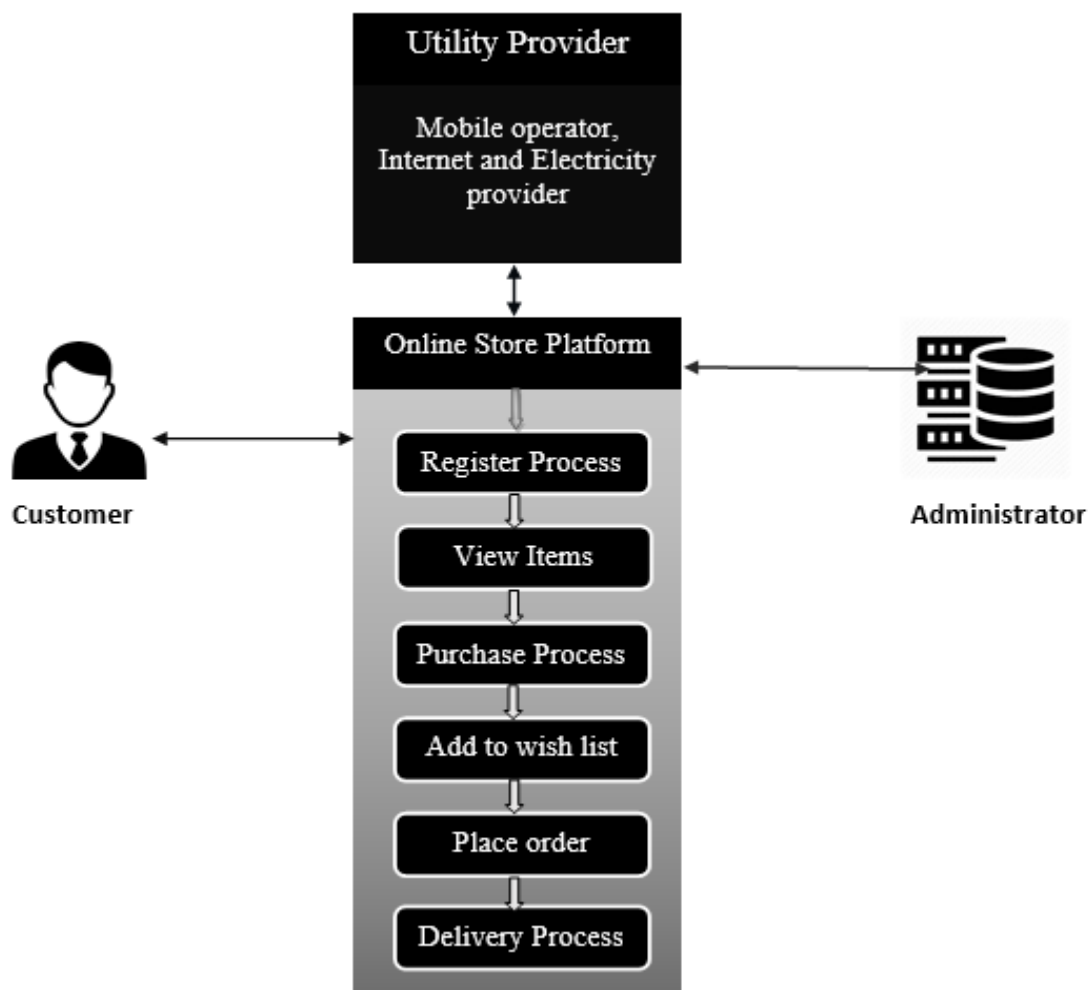 Utility Provider
Mobile operator,
Internet and Electricity
provider
Online Store Platform
Register Process
View Items
Purchase Process
Add to wish list
Place order
Delivery Process
Customer
Administrator